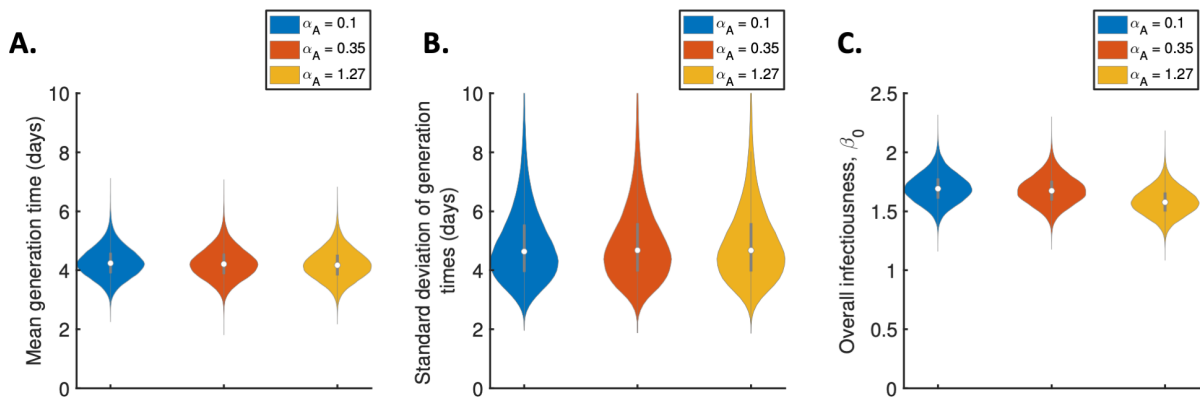 A.
α_A = 0.1
α_A = 0.35
α_A = 1.27
Mean generation time (days)
10
8
6
4
2
0
B.
α_A = 0.1
α_A = 0.35
α_A = 1.27
Standard deviation of generation
times (days)
10
8
6
4
2
0
C.
α_A = 0.1
α_A = 0.35
α_A = 1.27
Overall infectiousness, β_0
2.5
2
1.5
1
0.5
0